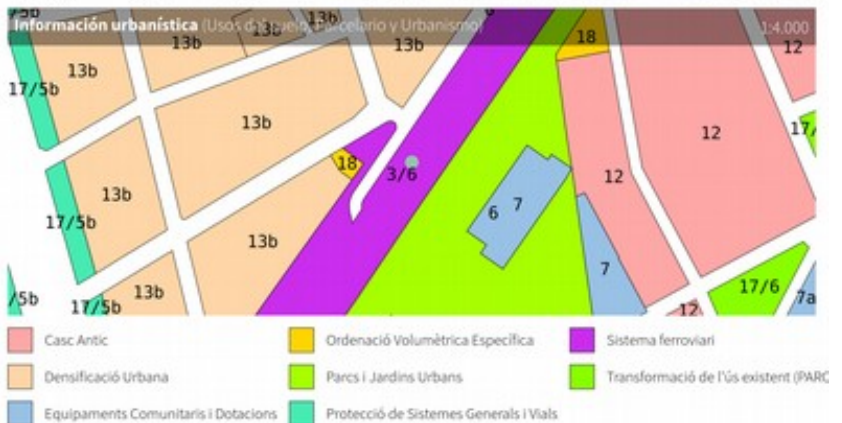 /5b
Información urbanística (Usos del suelo, Parcelario y Urbanismo)
1:4.000
13b
13b
13b
13b
13b
18
12
17/5b
13b
12
17/
18
3/6
12
13b
6 7
17/5b
13b
7
17/6
/5b
17/5b
13b
12
7a
Casc Antic
Ordenació Volumètrica Específica
Sistema ferroviari
Densificació Urbana
Parcs i Jardins Urbans
Transformació de l'ús existent (PARC
Equipaments Comunitaris i Dotacions
Protecció de Sistemes Generals i Vials